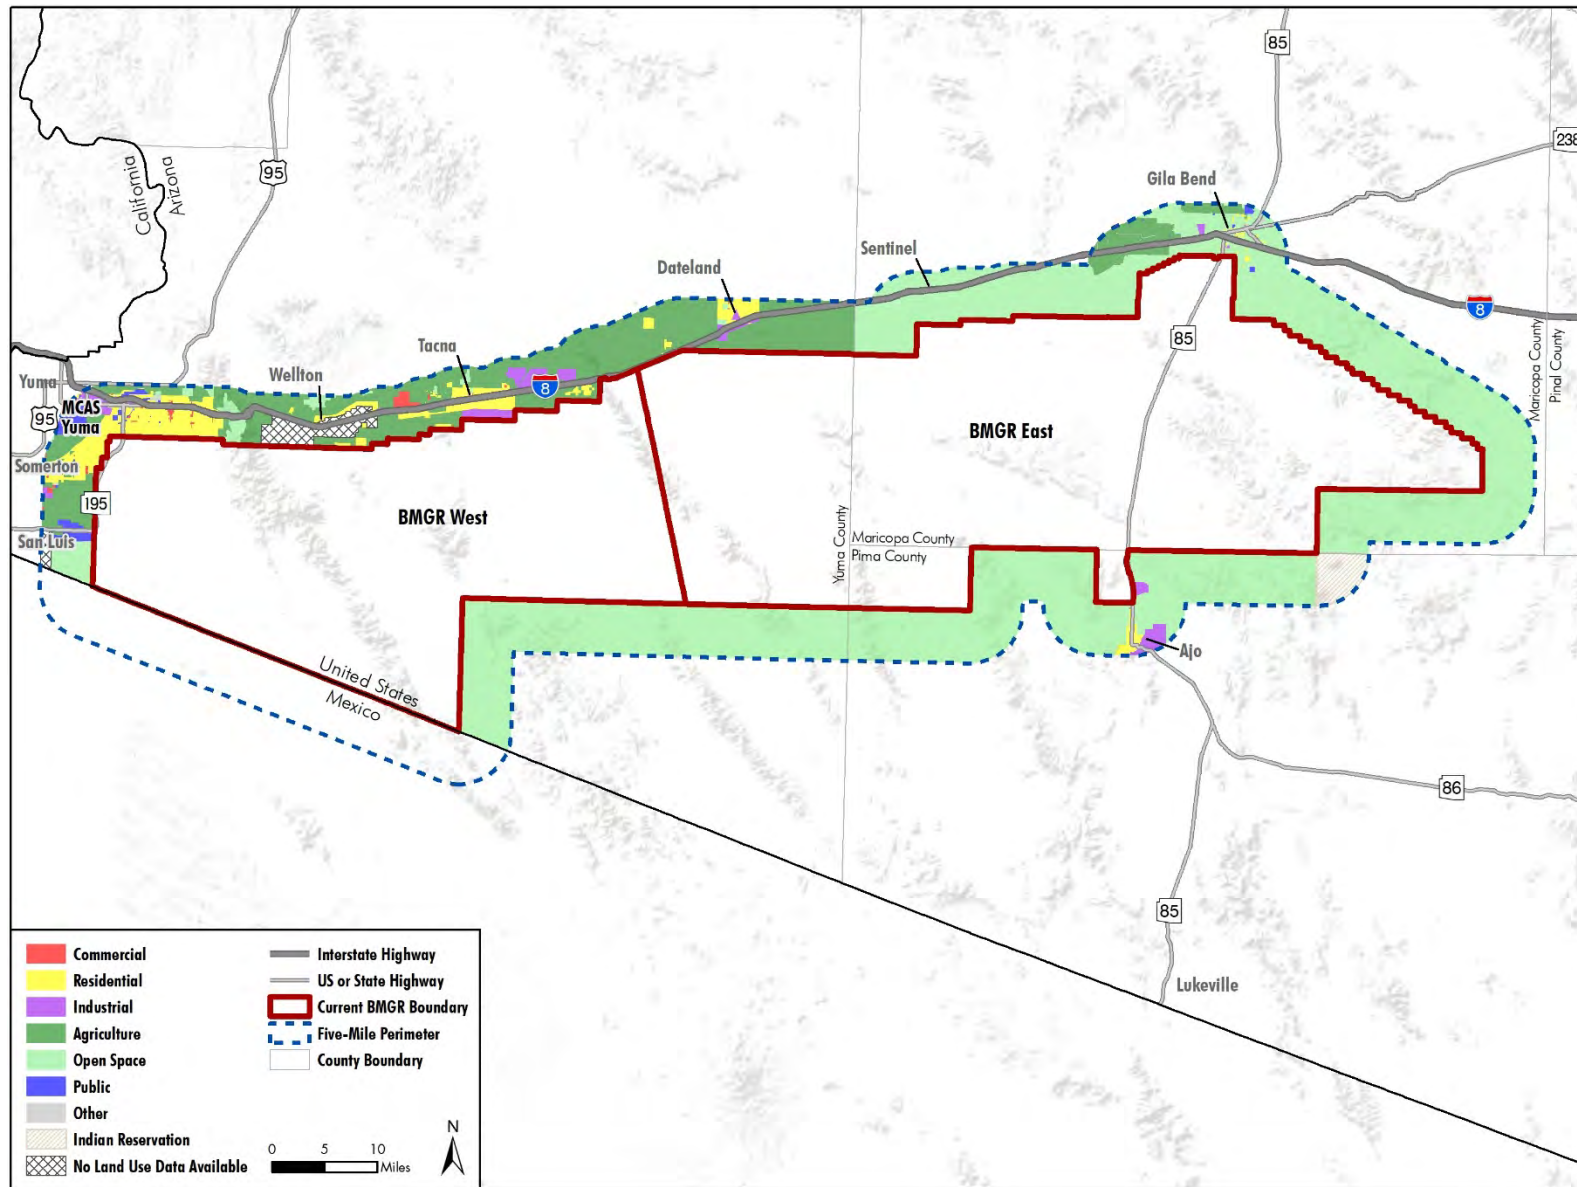 85
238
California
Arizona
95
Gila Bend
Sentinel
Dateland
8
Maricopa County
Pinal County
85
Tacna
Wellton
8
Yuma
MCAS
Yuma
95
Somerton
195
San Luis
BMGR West
BMGR East
Yuma County
Maricopa County
Pima County
Ajo
United States
Mexico
86
85
Lukeville
Commercial
Residential
Industrial
Agriculture
Open Space
Public
Other
Indian Reservation
No Land Use Data Available
Interstate Highway
US or State Highway
Current BMGR Boundary
Five-Mile Perimeter
County Boundary
N
0 5 10
Miles